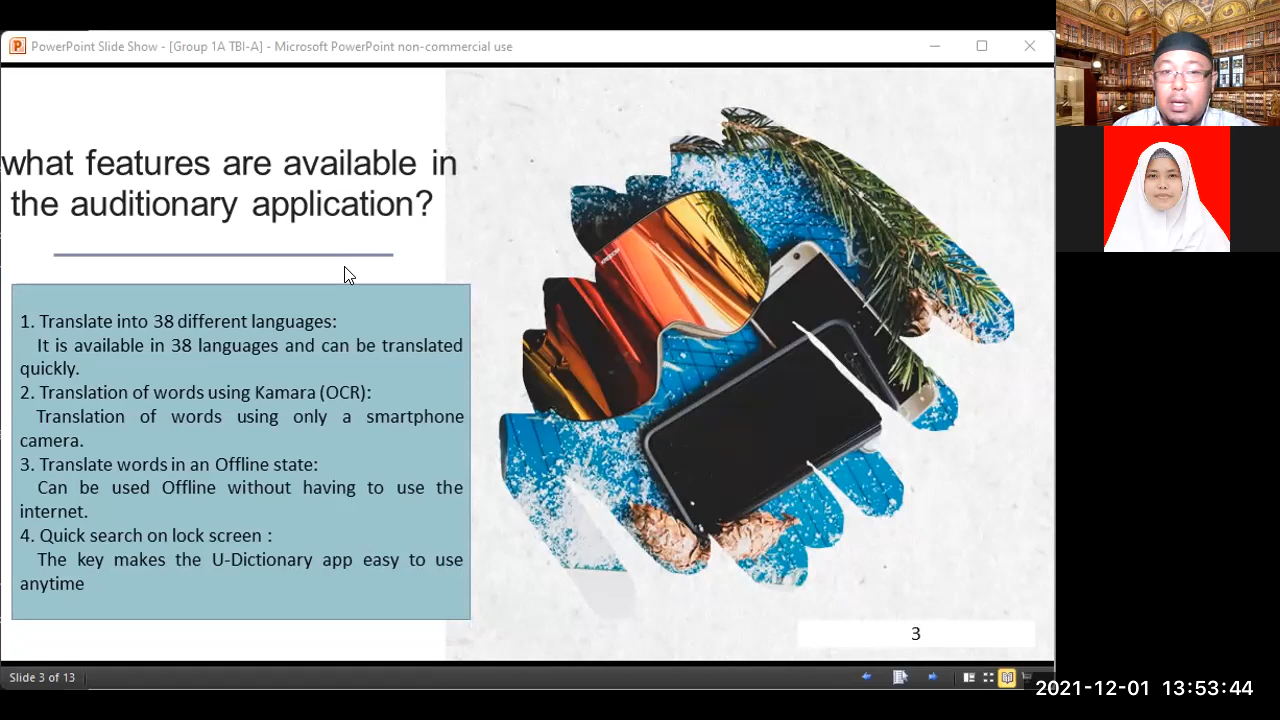 PowerPoint Slide Show - [Group 1A TBI-A] - Microsoft PowerPoint non-commercial use
what features are available in
the auditionary application?
1. Translate into 38 different languages:
It is available in 38 languages and can be translated
quickly.
2. Translation of words using Kamara (OCR):
Translation of words using only a smartphone
camera.
3. Translate words in an Offline state:
Can be used Offline without having to use the
internet.
4. Quick search on lock screen :
The key makes the U-Dictionary app easy to use
anytime
3
Slide 3 of 13
2021-12-01 13:53:44